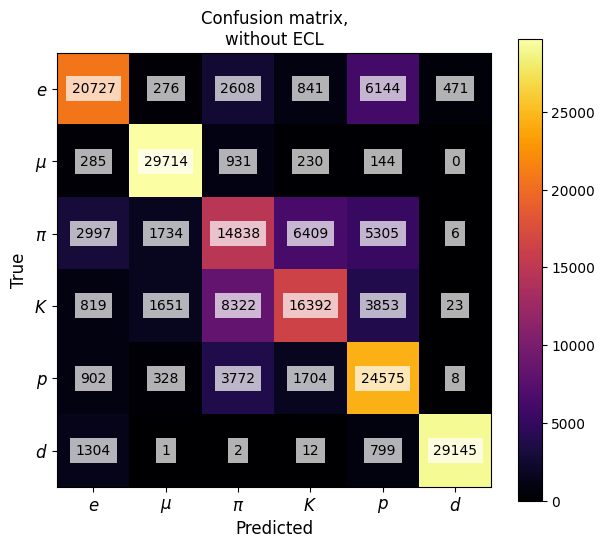 Confusion matrix,
without ECL
True
e 20727 276 2608 841 6144 471
μ 285 29714 931 230 144 0
π 2997 1734 14838 6409 5305 6
K 819 1651 8322 16392 3853 23
p 902 328 3772 1704 24575 8
d 1304 1 2 12 799 29145
e μ π K p d
Predicted
25000
20000
15000
10000
5000
0